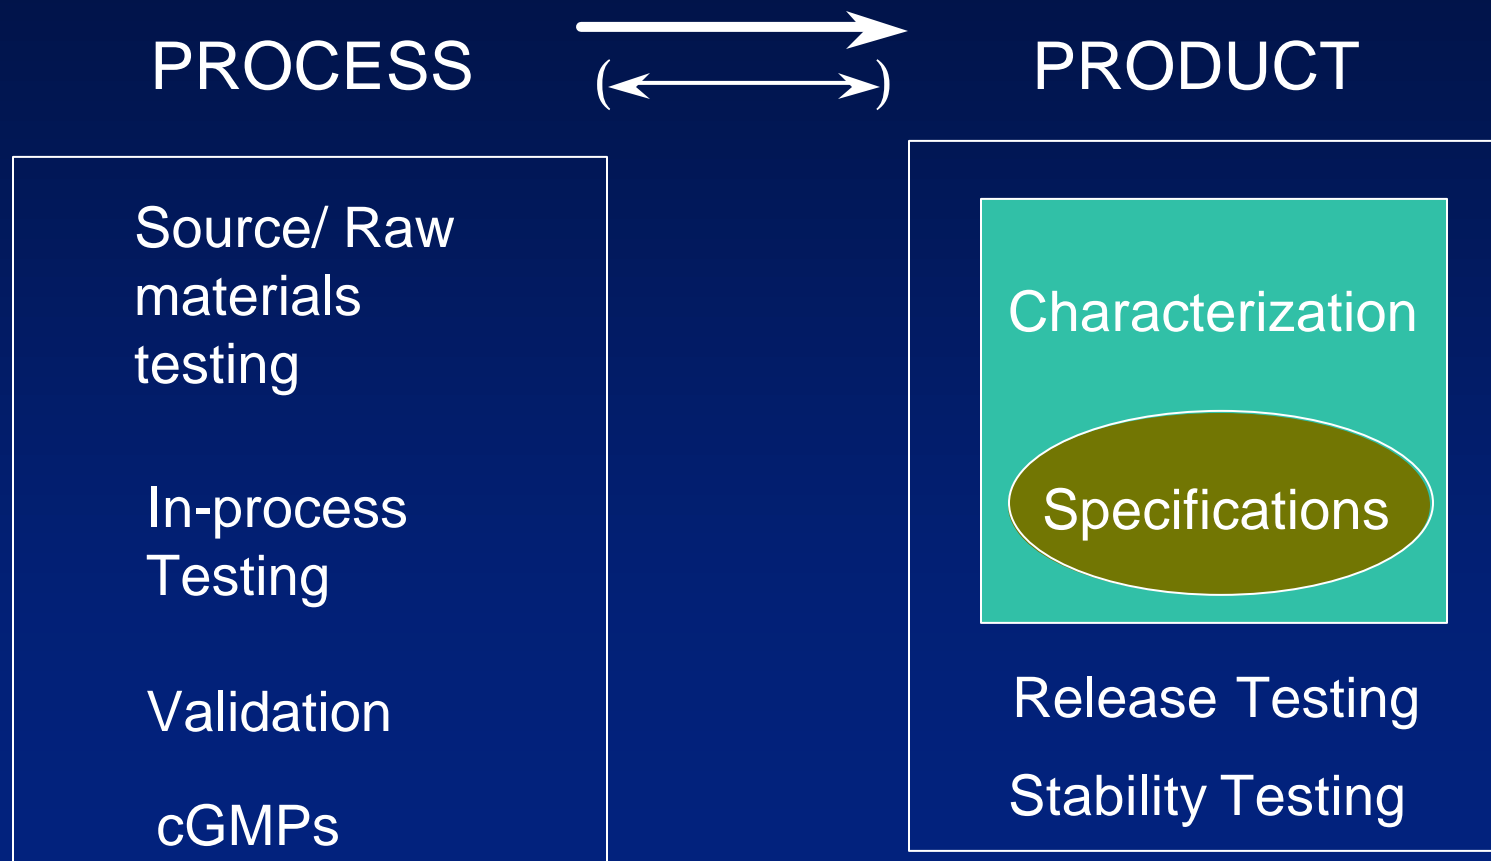 PROCESS
( )
PRODUCT
Source/ Raw
materials
testing
In-process
Testing
Validation
cGMPs
Characterization
Specifications
Release Testing
Stability Testing